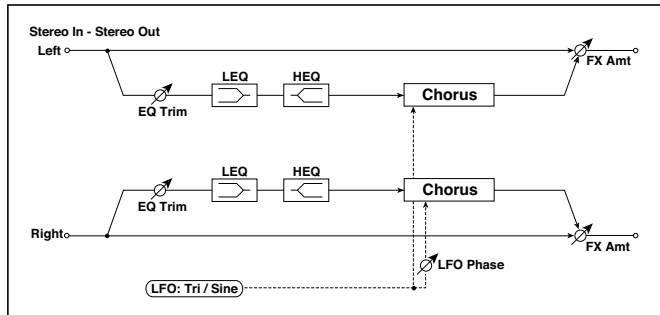 Stereo In - Stereo Out
Left
FX Amt
LEQ
HEQ
EQ Trim
Chorus
LEQ
HEQ
EQ Trim
Chorus
Right
FX Amt
LFO Phase
LFO: Tri / Sine